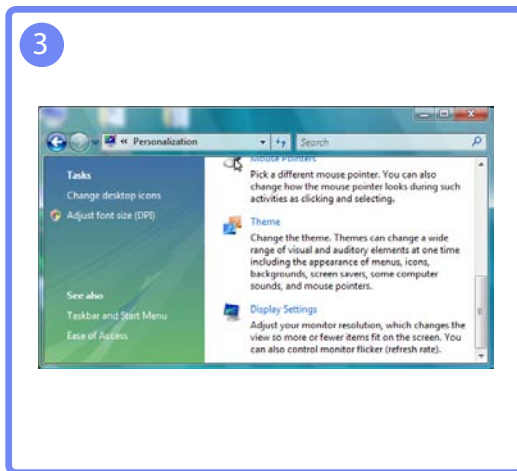 3
« Personalization
Search
Tasks
Change desktop icons
Adjust font size (DPI)
See also
Taskbar and Start Menu
Ease of Access
Mouse Pointers
Pick a different mouse pointer. You can also
change how the mouse pointer looks during such
activities as clicking and selecting.
Theme
Change the theme. Themes can change a wide
range of visual and auditory elements at one time
including the appearance of menus, icons,
backgrounds, screen savers, some computer
sounds, and mouse pointers.
Display Settings
Adjust your monitor resolution, which changes the
view so more or fewer items fit on the screen. You
can also control monitor flicker (refresh rate).